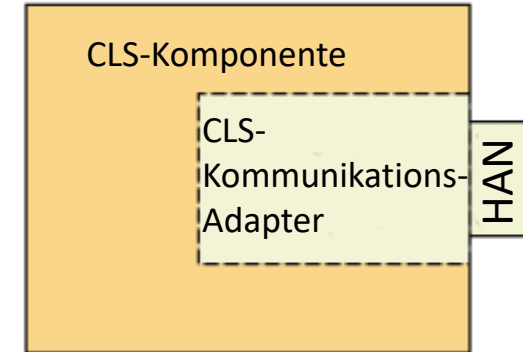 CLS-Komponente
CLS-
Kommunikations-
Adapter
HAN